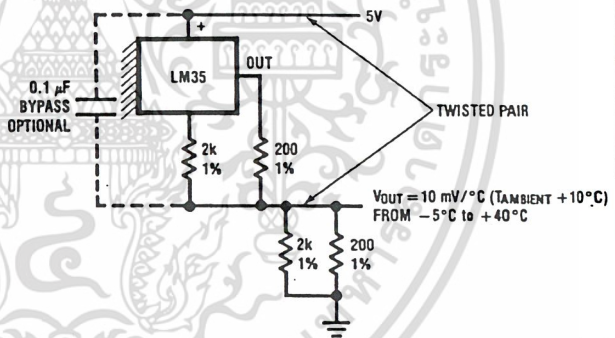 5V
+
LM35
OUT
0.1 μF
BYPASS
OPTIONAL
2k
1%
200
1%
TWISTED PAIR
VOUT = 10 mV/°C (TAMBIENT +10°C)
FROM −5°C to +40°C
2k
1%
200
1%